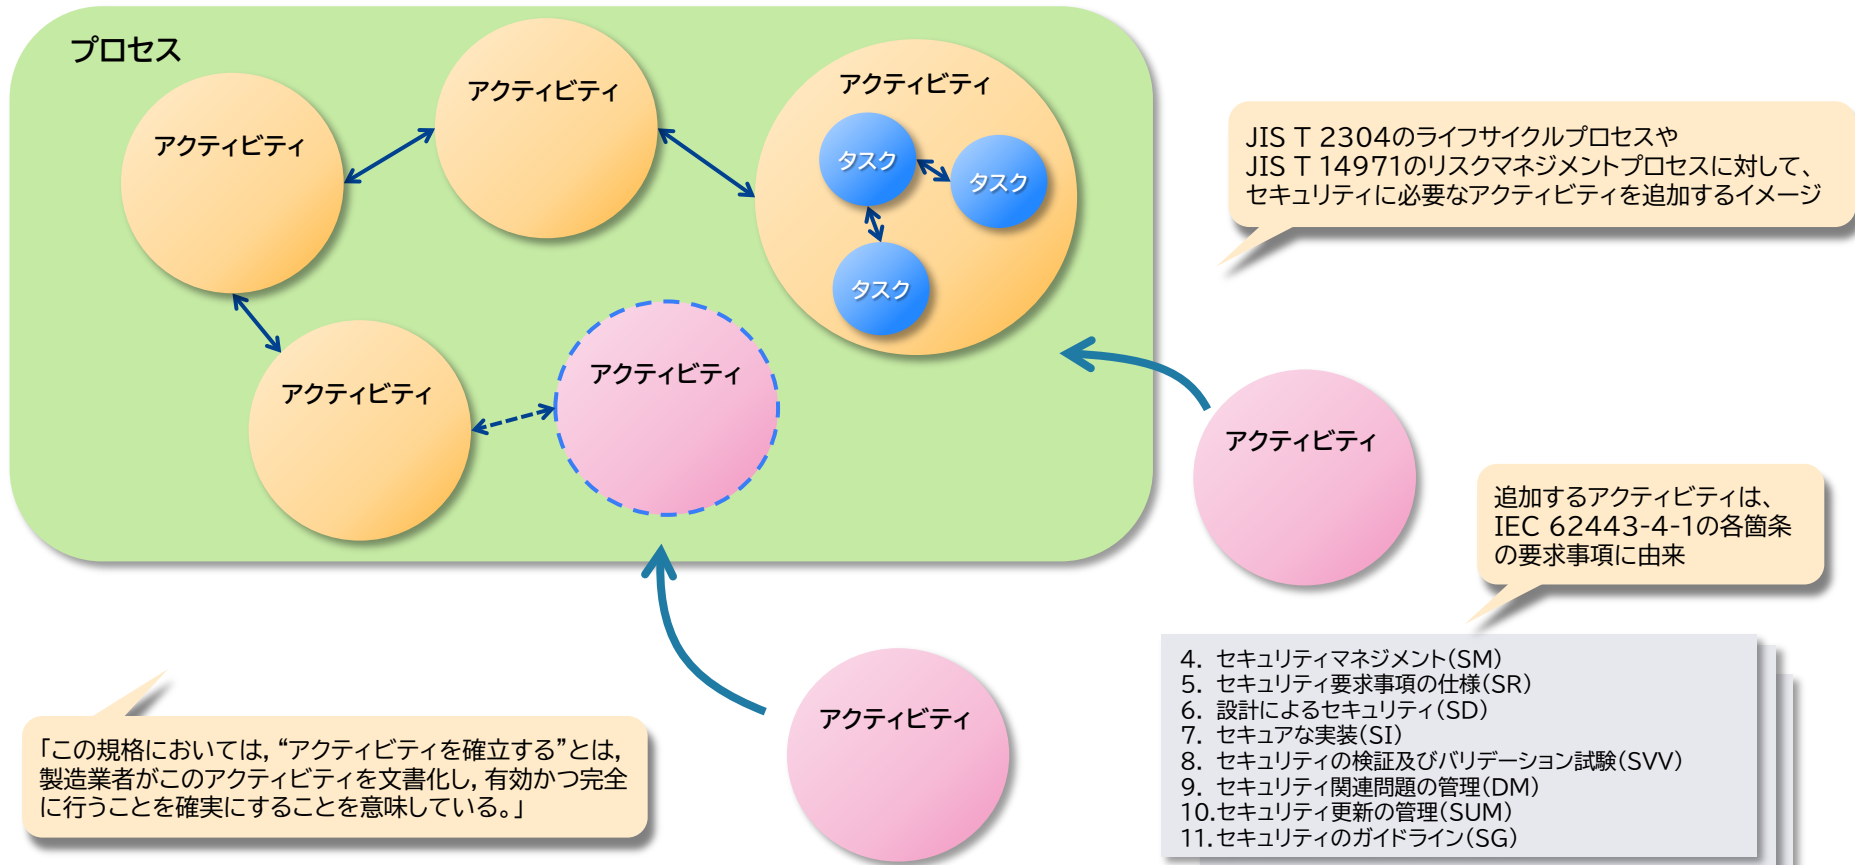 プロセス
アクティビティ
アクティビティ
アクティビティ
タスク
タスク
タスク
アクティビティ
アクティビティ
JIS T 2304のライフサイクルプロセスや
JIS T 14971のリスクマネジメントプロセスに対して、
セキュリティに必要なアクティビティを追加するイメージ
アクティビティ
追加するアクティビティは、
IEC 62443-4-1の各箇条
の要求事項に由来
アクティビティ
「この規格においては, “アクティビティを確立する”とは,
製造業者がこのアクティビティを文書化し, 有効かつ完全
に行うことを確実にすることを意味している。」
4. セキュリティマネジメント(SM)
5. セキュリティ要求事項の仕様(SR)
6. 設計によるセキュリティ(SD)
7. セキュアな実装(SI)
8. セキュリティの検証及びバリデーション試験(SVV)
9. セキュリティ関連問題の管理(DM)
10.セキュリティ更新の管理(SUM)
11.セキュリティのガイドライン(SG)